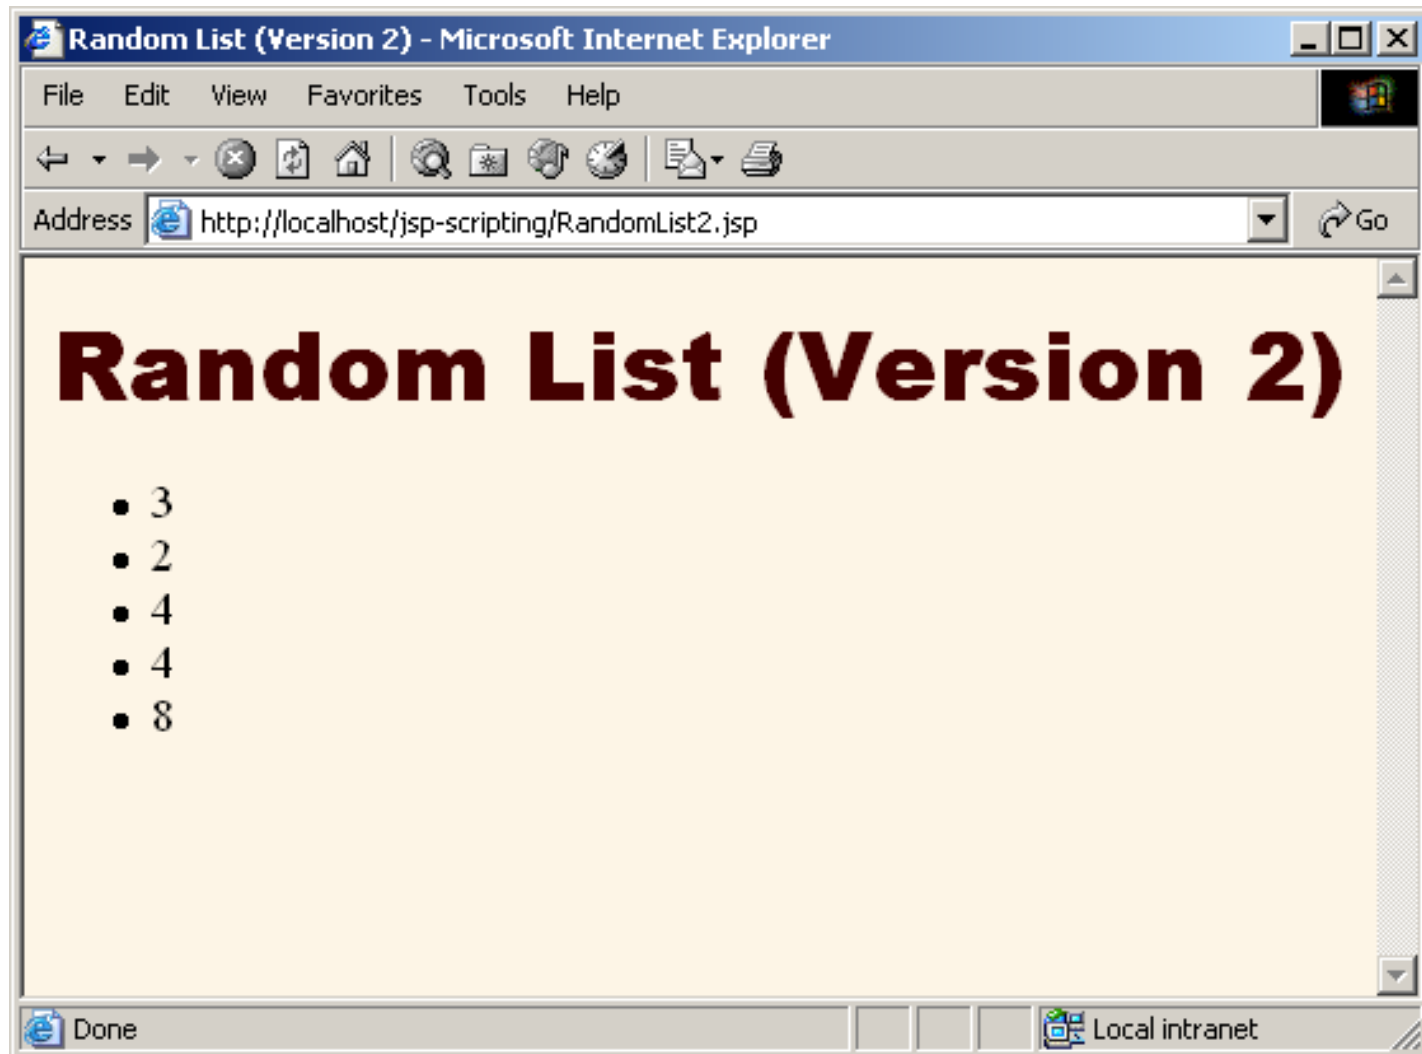 Random List (Version 2) - Microsoft Internet Explorer
File Edit View Favorites Tools Help
Address http://localhost/jsp-scripting/RandomList2.jsp Go
Random List (Version 2)
• 3
• 2
• 4
• 4
• 8
Done Local intranet